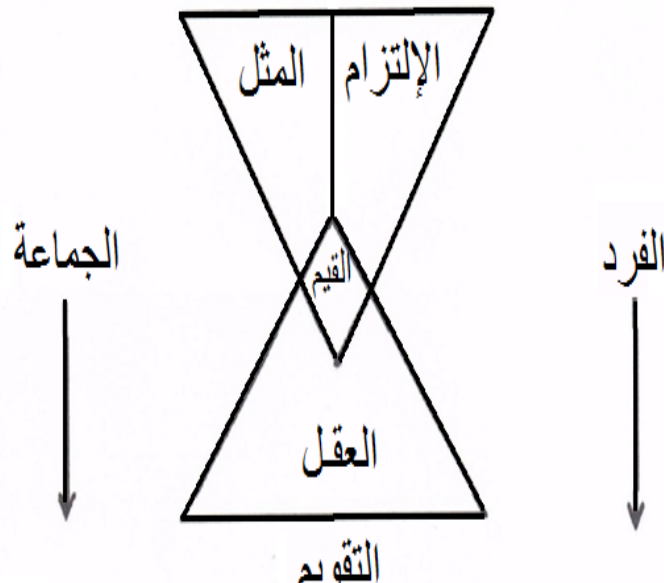 الإلتزام
المثل
الفرد
الجماعة
القيم
العقل
التقويم